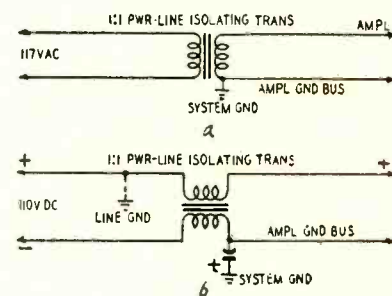 1:1 PWR-LINE ISOLATING TRANS
AMPL
117VAC
AMPL GND BUS
SYSTEM GND
a
1:1 PWR-LINE ISOLATING TRANS
+
+
110V DC
LINE GND
AMPL GND BUS
−
+
SYSTEM GND
b